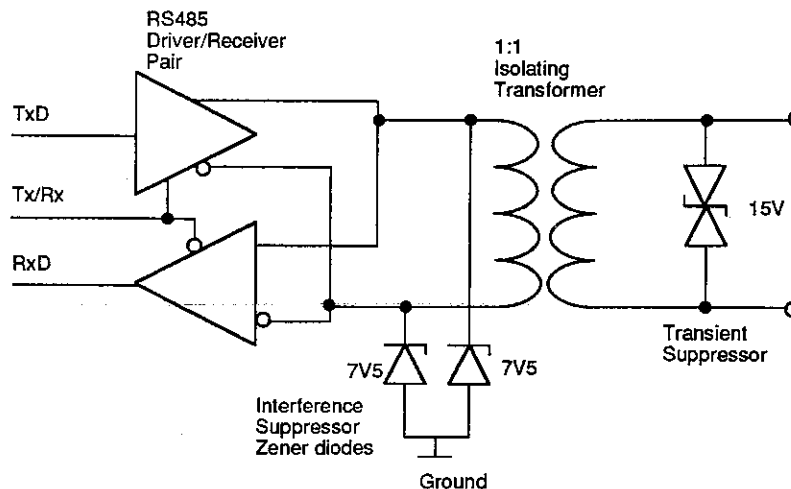 RS485
Driver/Receiver
Pair
1:1
Isolating
Transformer
TxD
Tx/Rx
RxD
15V
7V5
7V5
Transient
Suppressor
Interference
Suppressor
Zener diodes
Ground